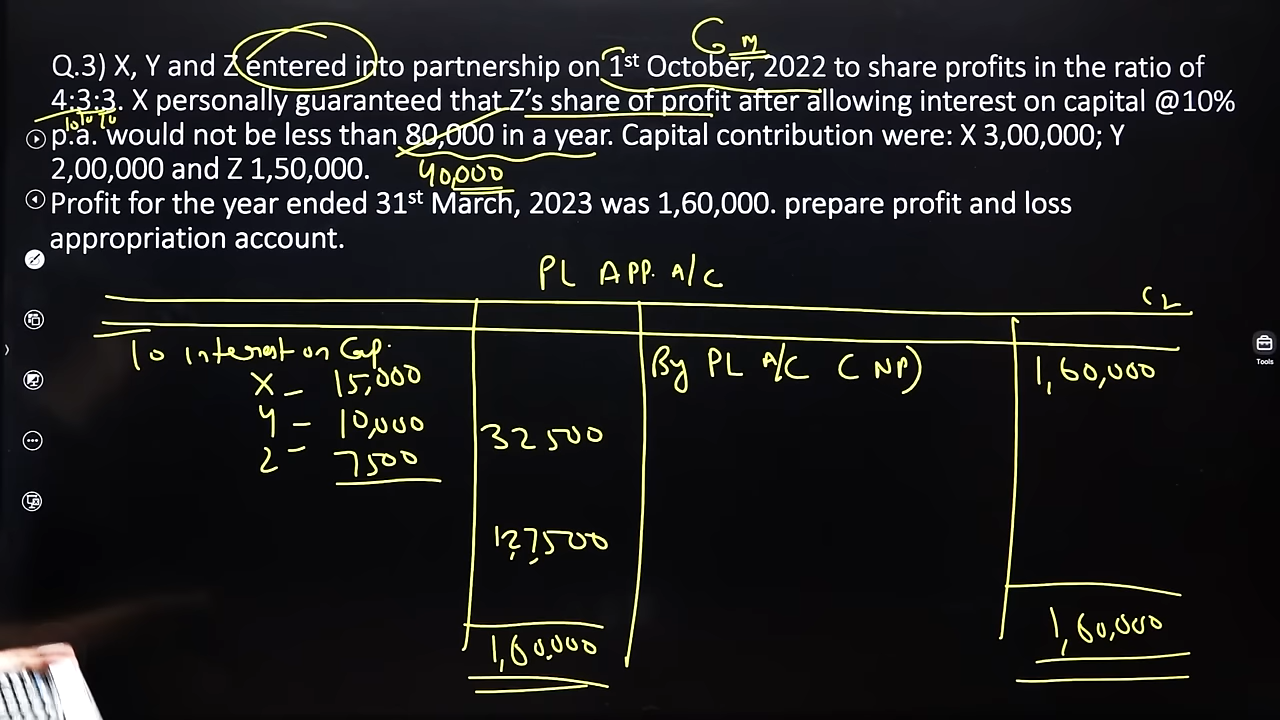 G m
Q.3) X, Y and Z entered into partnership on 1st October, 2022 to share profits in the ratio of
4:3:3. X personally guaranteed that Z's share of profit after allowing interest on capital @10%
10 10 10
p.a. would not be less than 80,000 in a year. Capital contribution were: X 3,00,000; Y
2,00,000 and Z 1,50,000.
40,000
Profit for the year ended 31st March, 2023 was 1,60,000. prepare profit and loss
appropriation account.
PL APP. A/C
To interest on Cap.
X - 15,000
Y - 10,000
Z - 7500
32500
127500
1,60,000
By PL A/C (NP)
1,60,000
1,60,000
Tools